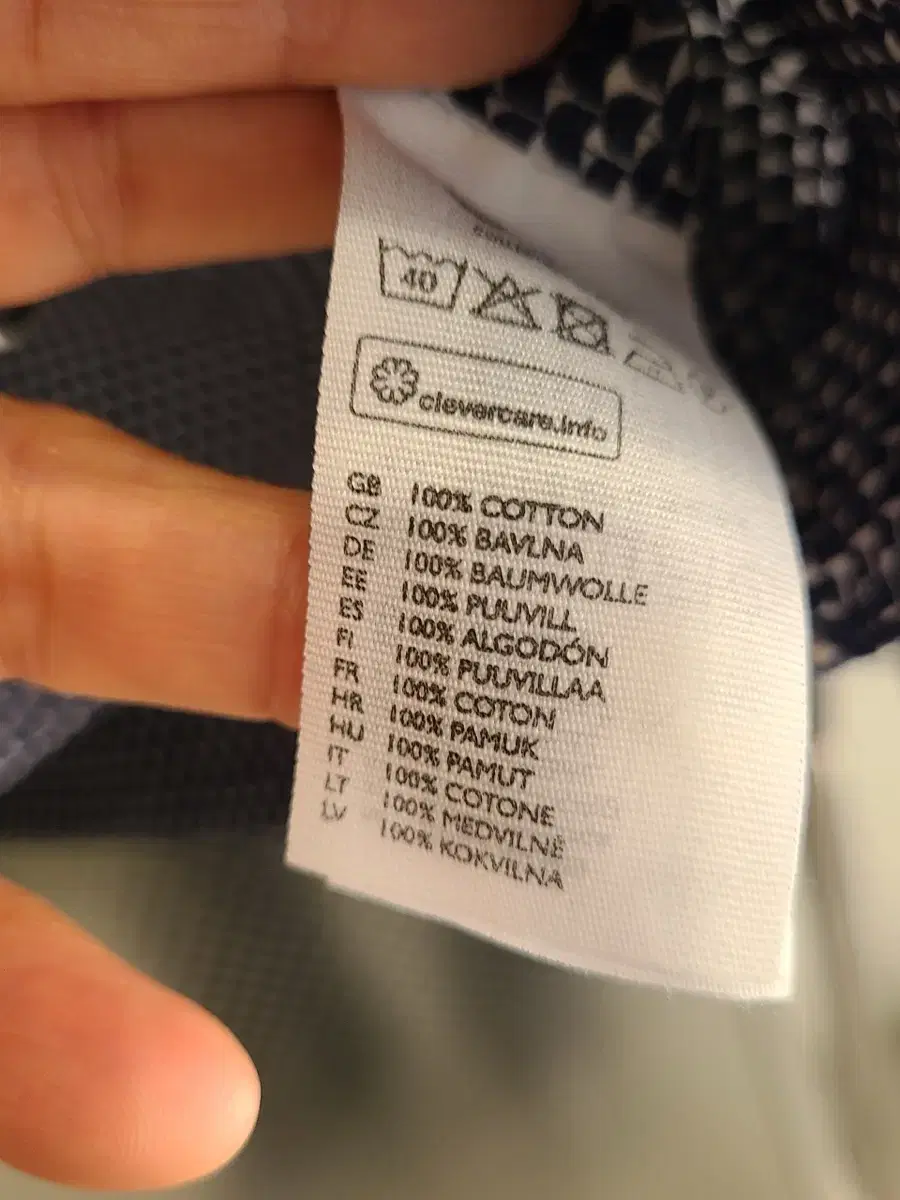 40
clevercare.info
GB 100% COTTON
CZ 100% BAVLNA
DE 100% BAUMWOLLE
EE 100% PUUVILL
ES 100% ALGODÓN
FI 100% PUUVILLAA
FR 100% COTON
HR 100% PAMUK
HU 100% PAMUT
IT 100% COTONE
LT 100% MEDVILNĖ
LV 100% KOKVILNA